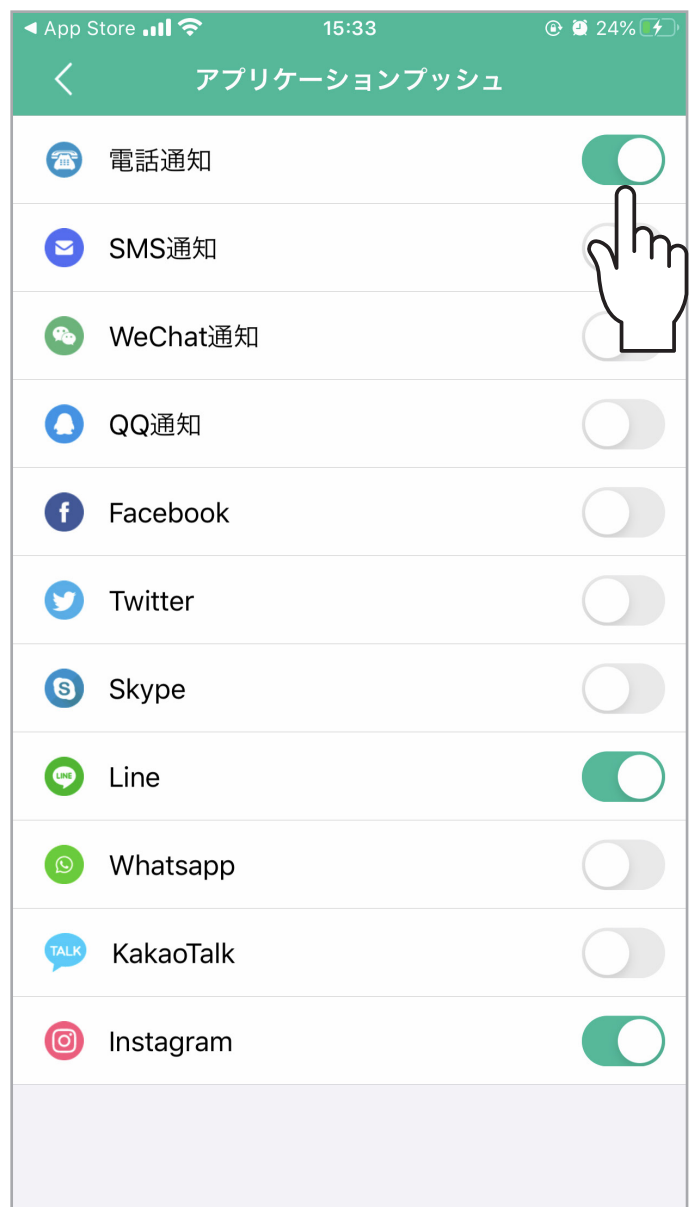 ◀ App Store 15:33 24%
アプリケーションプッシュ
電話通知
SMS通知
WeChat通知
QQ通知
f Facebook
Twitter
S Skype
LINE Line
Whatsapp
TALK KakaoTalk
Instagram